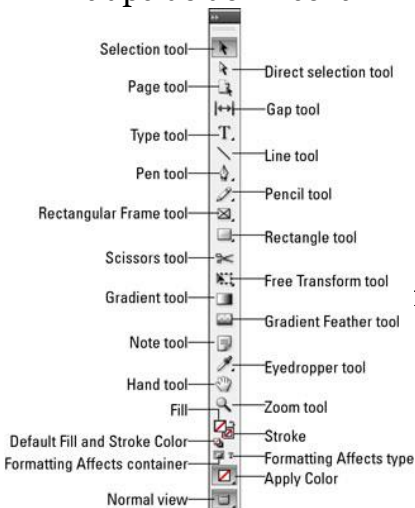 Selection tool
Direct selection tool
Page tool
Gap tool
Type tool
T
Line tool
Pen tool
Pencil tool
Rectangular Frame tool
Rectangle tool
Scissors tool
Free Transform tool
Gradient tool
Gradient Feather tool
Note tool
Eyedropper tool
Hand tool
Zoom tool
Fill
Stroke
Default Fill and Stroke Color
Formatting Affects container
T
Formatting Affects type
Apply Color
Normal view